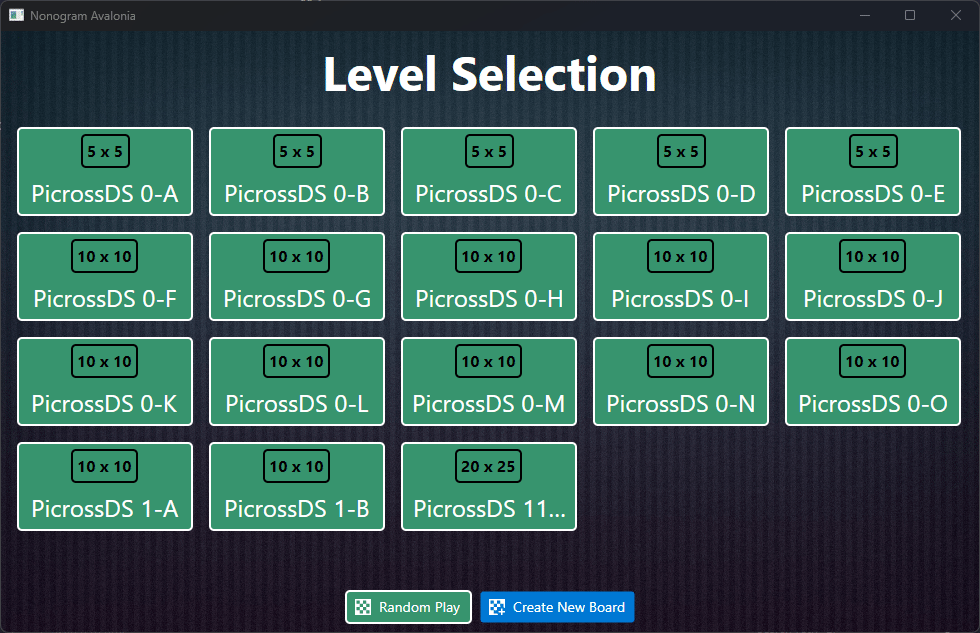 Nonogram Avalonia
Level Selection
5 x 5
PicrossDS 0-A
5 x 5
PicrossDS 0-B
5 x 5
PicrossDS 0-C
5 x 5
PicrossDS 0-D
5 x 5
PicrossDS 0-E
10 x 10
PicrossDS 0-F
10 x 10
PicrossDS 0-G
10 x 10
PicrossDS 0-H
10 x 10
PicrossDS 0-I
10 x 10
PicrossDS 0-J
10 x 10
PicrossDS 0-K
10 x 10
PicrossDS 0-L
10 x 10
PicrossDS 0-M
10 x 10
PicrossDS 0-N
10 x 10
PicrossDS 0-O
10 x 10
PicrossDS 1-A
10 x 10
PicrossDS 1-B
20 x 25
PicrossDS 11...
Random Play
Create New Board